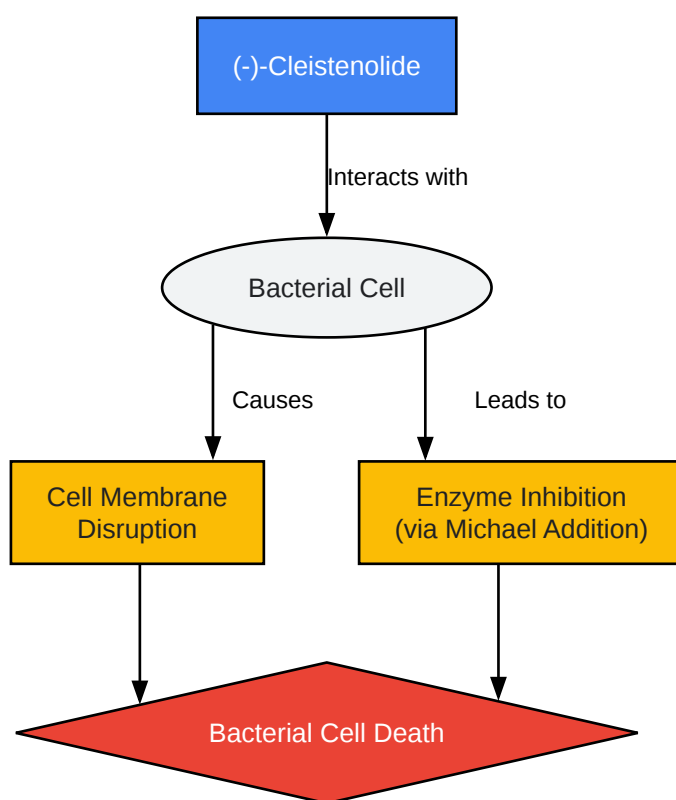 (-)-Cleistenolide
Interacts with
Bacterial Cell
Causes
Leads to
Cell Membrane
Disruption
Enzyme Inhibition
(via Michael Addition)
Bacterial Cell Death